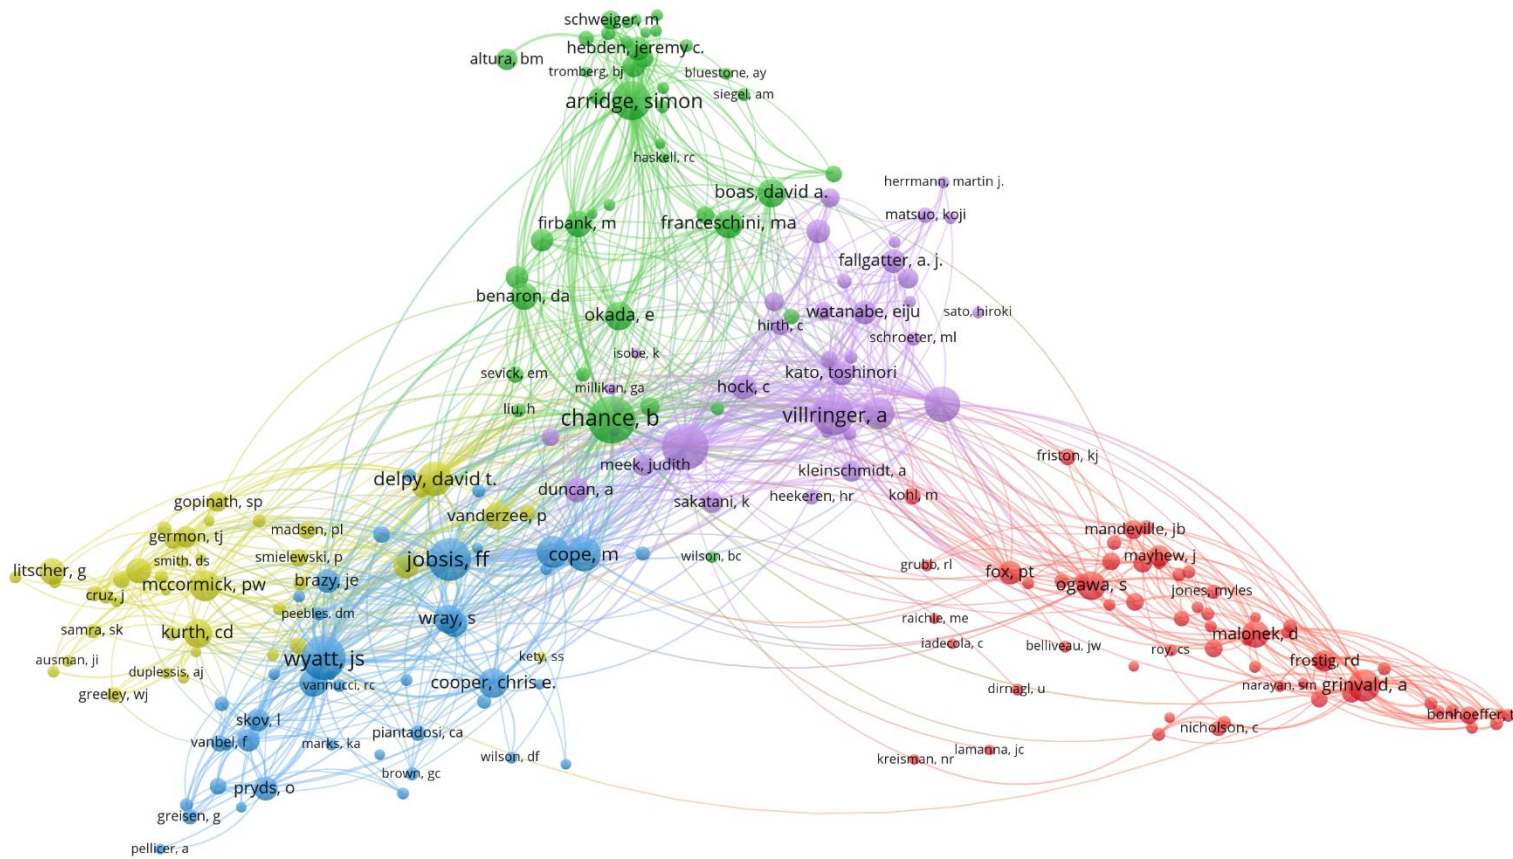 schweiger, m
hebden, jeremy c.
altura, bm
tromberg, bj
bluestone, ay
siegel, am
arridge, simon
haskell, rc
herrmann, martin j.
boas, david a.
matsuo, koji
firbank, m
franceschini, ma
fallgatter, a. j.
benaron, da
okada, e
watanabe, eiju
sato, hiroki
hirth, c
schroeter, ml
isobe, k
sevick, em
kato, toshinori
millikan, ga
hock, c
liu, h
chance, b
villringer, a
friston, kj
meek, judith
kleinschmidt, a
delpy, david t.
duncan, a
heekeren, hr
kohl, m
gopinath, sp
sakatani, k
vanderzee, p
madsen, pl
mandeville, jb
germon, tj
smielewski, p
jobsis, ff
cope, m
wilson, bc
mayhew, j
smith, ds
grubb, rl
fox, pt
litscher, g
mccormick, pw
brazy, je
ogawa, s
jones, myles
cruz, j
peebles, dm
wray, s
raichle, me
samra, sk
kurth, cd
malonek, d
iadecola, c
belliveau, jw
roy, cs
ausman, ji
wyatt, js
kety, ss
frostig, rd
duplessis, aj
vannucci, rc
cooper, chris e.
dirnagl, u
narayan, sm
grinvald, a
greeley, wj
bonhoeffer, t
skov, l
nicholson, c
vanbel, f
marks, ka
piantadosi, ca
lamanna, jc
wilson, df
kreisman, nr
brown, gc
pryds, o
greisen, g
pellicer, a